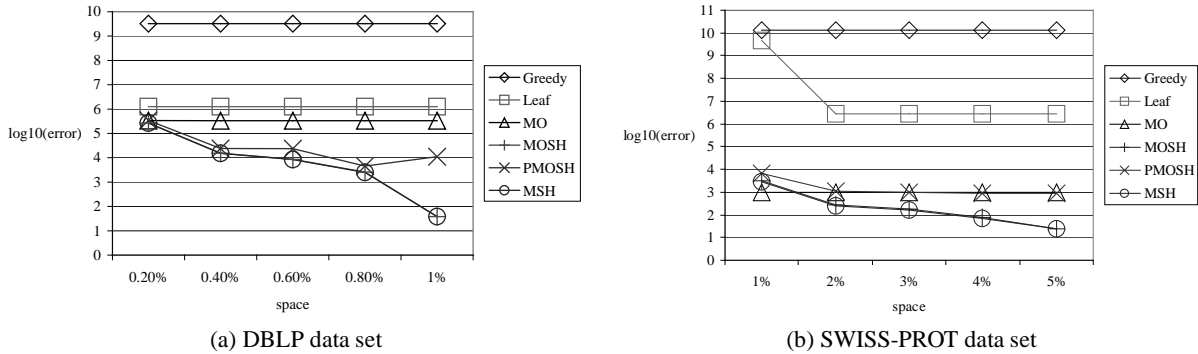 10
9
8
7
6
5
4
3
2
1
0
log10(error)
0.20% 0.40% 0.60% 0.80% 1%
space
Greedy
Leaf
MO
MOSH
PMOSH
MSH
(a) DBLP data set
11
10
9
8
7
6
5
4
3
2
1
0
log10(error)
1% 2% 3% 4% 5%
space
Greedy
Leaf
MO
MOSH
PMOSH
MSH
(b) SWISS-PROT data set